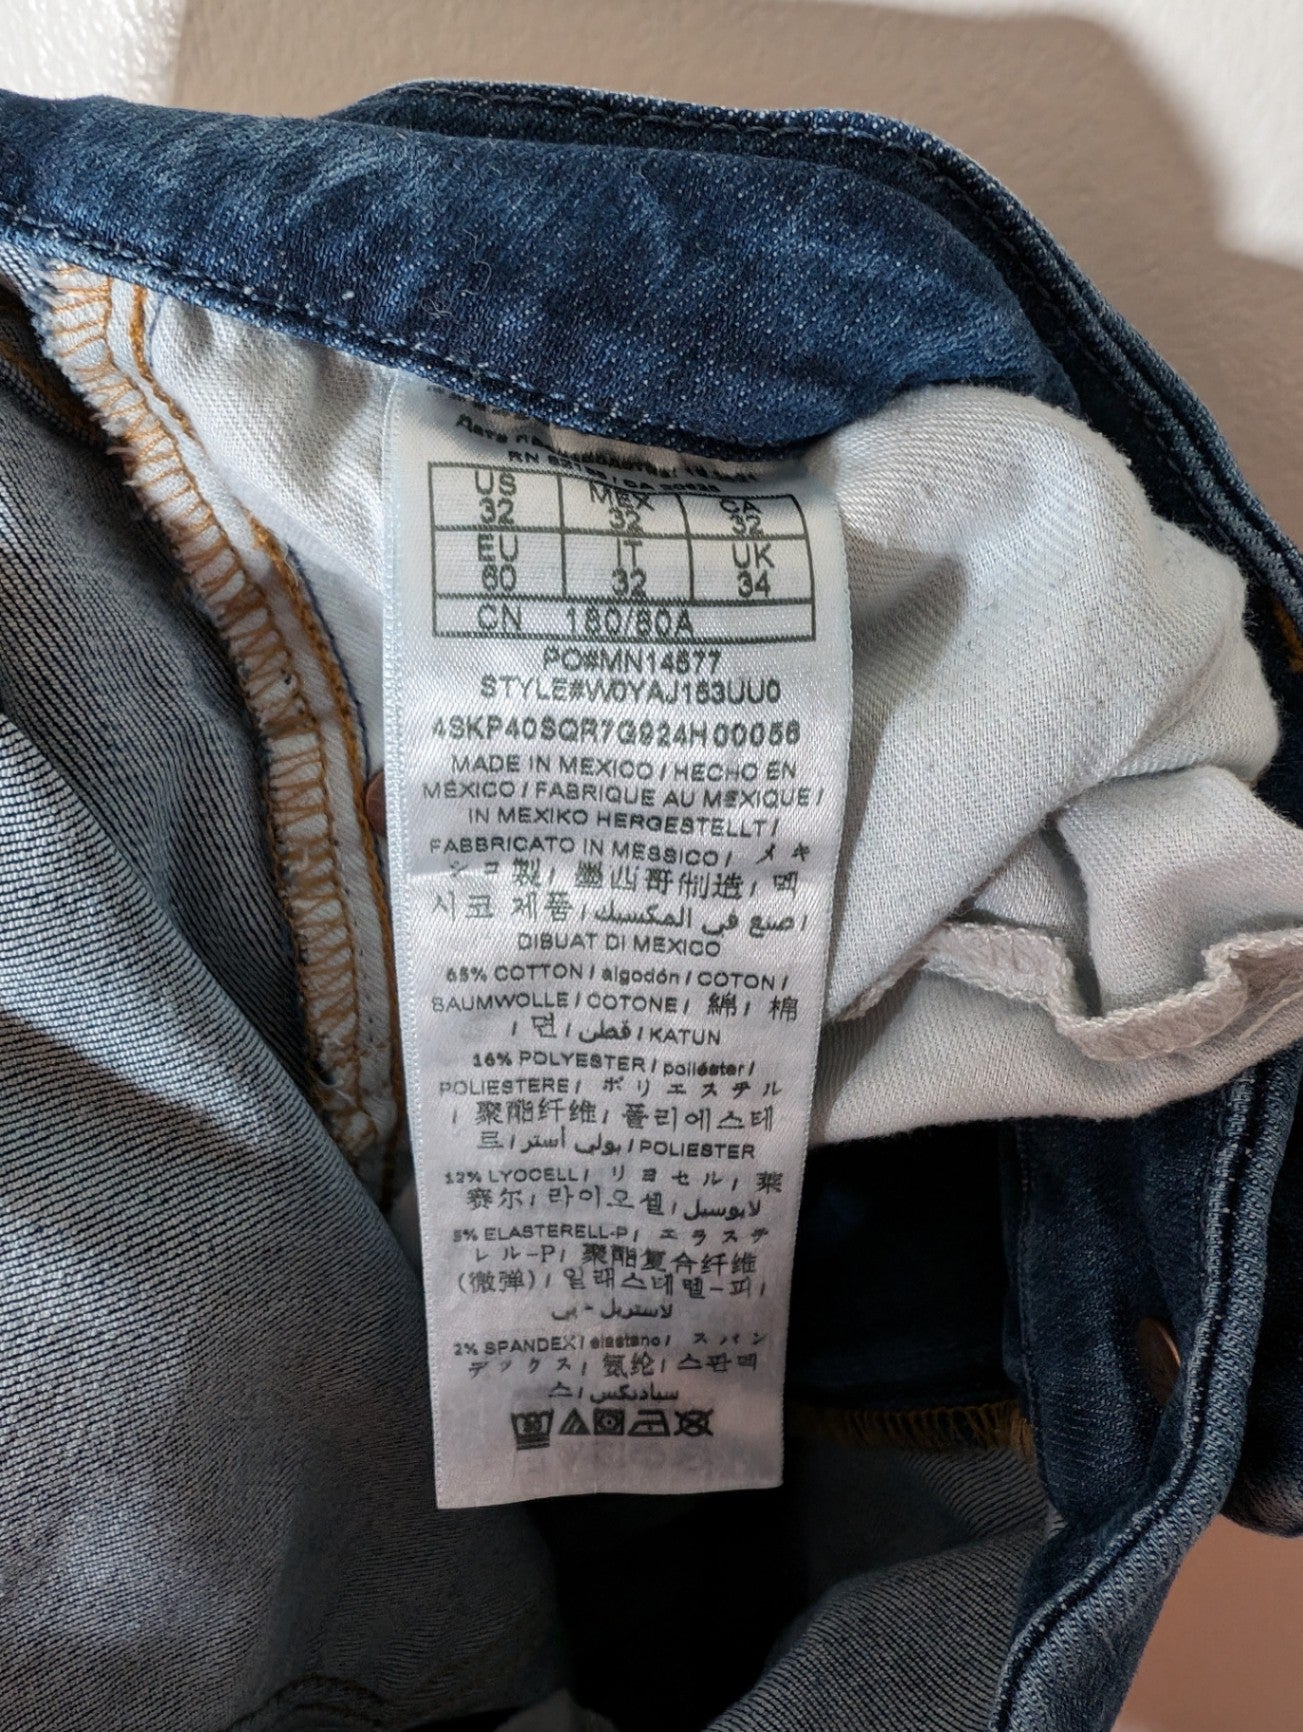 US 32 MEX 32 CA 32
EU IT 32 UK 34
CN 180/80A
PO#MN14577
STYLE#W0YAJ153UU0
4SKP40SQR7G924H00056
MADE IN MEXICO / HECHO EN
MÉXICO / FABRIQUE AU MEXIQUE /
IN MEXIKO HERGESTELLT /
FABBRICATO IN MESSICO / メキ
シコ製 / 墨西哥制造 / 멕
시코 제품 / صنع في المكسيك /
DIBUAT DI MEXICO
65% COTTON / algodón / COTON /
BAUMWOLLE / COTONE / 綿 / 棉
/ 면 / قطن / KATUN
16% POLYESTER / poliéster /
POLIESTERE / ポリエステル
/ 聚酯纤维 / 폴리에스테
르 / بولي أستر / POLIESTER
12% LYOCELL / リヨセル / 莱
赛尔 / 라이오셀 / لايوسيل
5% ELASTERELL-P / エラステ
レル-P / 聚酯复合纤维
(微弹) / 엘래스테렐-피 /
لاستريل - بي
2% SPANDEX / elastano / スパン
デックス / 氨纶 / 스판덱
스 / سباندكس